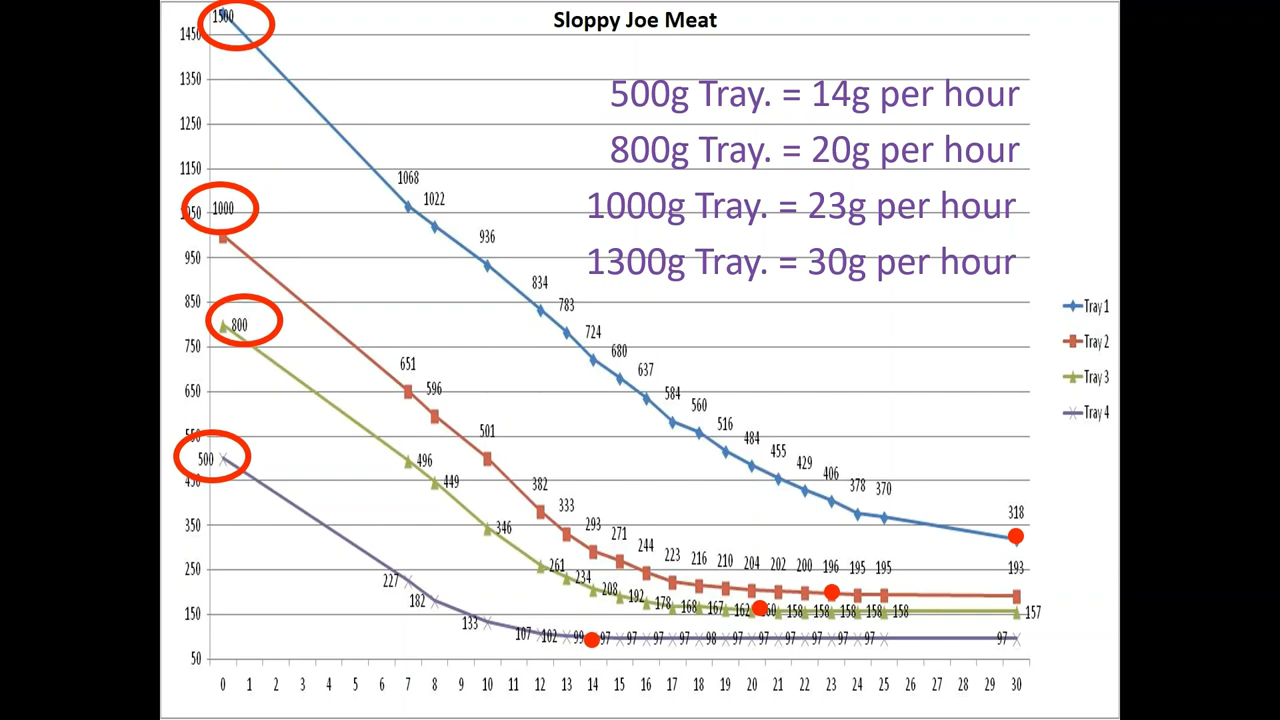 Sloppy Joe Meat
500g Tray. = 14g per hour
800g Tray. = 20g per hour
1000g Tray. = 23g per hour
1300g Tray. = 30g per hour
1500
1450
1350
1250
1150
1050
950
850
750
650
550
450
350
250
150
50
1000
800
500
1068 1022 936 834 783 724 680 637 584 560 516 484 455 429 406 378 370 318
651 596 501 382 333 293 271 244 223 216 210 204 202 200 196 195 195 193
496 449 346 261 234 208 192 178 168 167 162 158 158 158 158 158 157
227 182 133 107 102 99 97 97 97 97 98 97 97 97 97 97 97 97
Tray 1
Tray 2
Tray 3
Tray 4
0 1 2 3 4 5 6 7 8 9 10 11 12 13 14 15 16 17 18 19 20 21 22 23 24 25 26 27 28 29 30